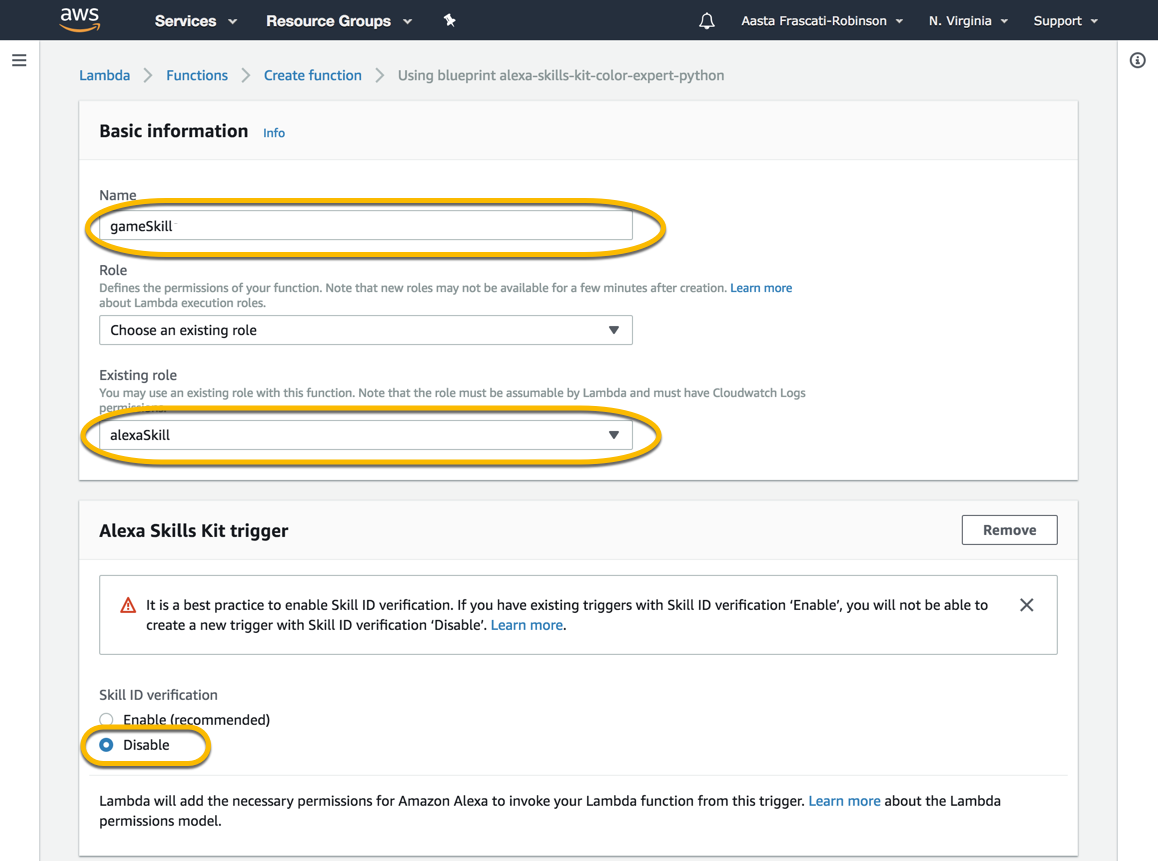 aws Services Resource Groups Aasta Frascati-Robinson N. Virginia Support
Lambda Functions Create function Using blueprint alexa-skills-kit-color-expert-python
Basic information Info
Name
gameSkill
Role
Defines the permissions of your function. Note that new roles may not be available for a few minutes after creation. Learn more
about Lambda execution roles.
Choose an existing role
Existing role
You may use an existing role with this function. Note that the role must be assumable by Lambda and must have Cloudwatch Logs
permissions.
alexaSkill
Alexa Skills Kit trigger
Remove
It is a best practice to enable Skill ID verification. If you have existing triggers with Skill ID verification ‘Enable’, you will not be able to
create a new trigger with Skill ID verification ‘Disable’. Learn more.
Skill ID verification
Enable (recommended)
Disable
Lambda will add the necessary permissions for Amazon Alexa to invoke your Lambda function from this trigger. Learn more about the Lambda
permissions model.